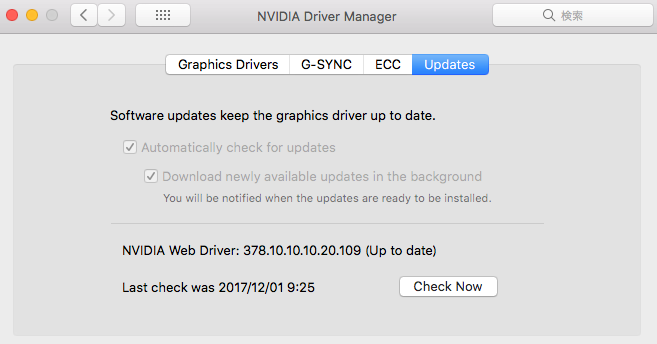 NVIDIA Driver Manager
検索
Graphics Drivers G-SYNC ECC Updates
Software updates keep the graphics driver up to date.
Automatically check for updates
Download newly available updates in the background
You will be notified when the updates are ready to be installed.
NVIDIA Web Driver: 378.10.10.10.20.109 (Up to date)
Last check was 2017/12/01 9:25
Check Now